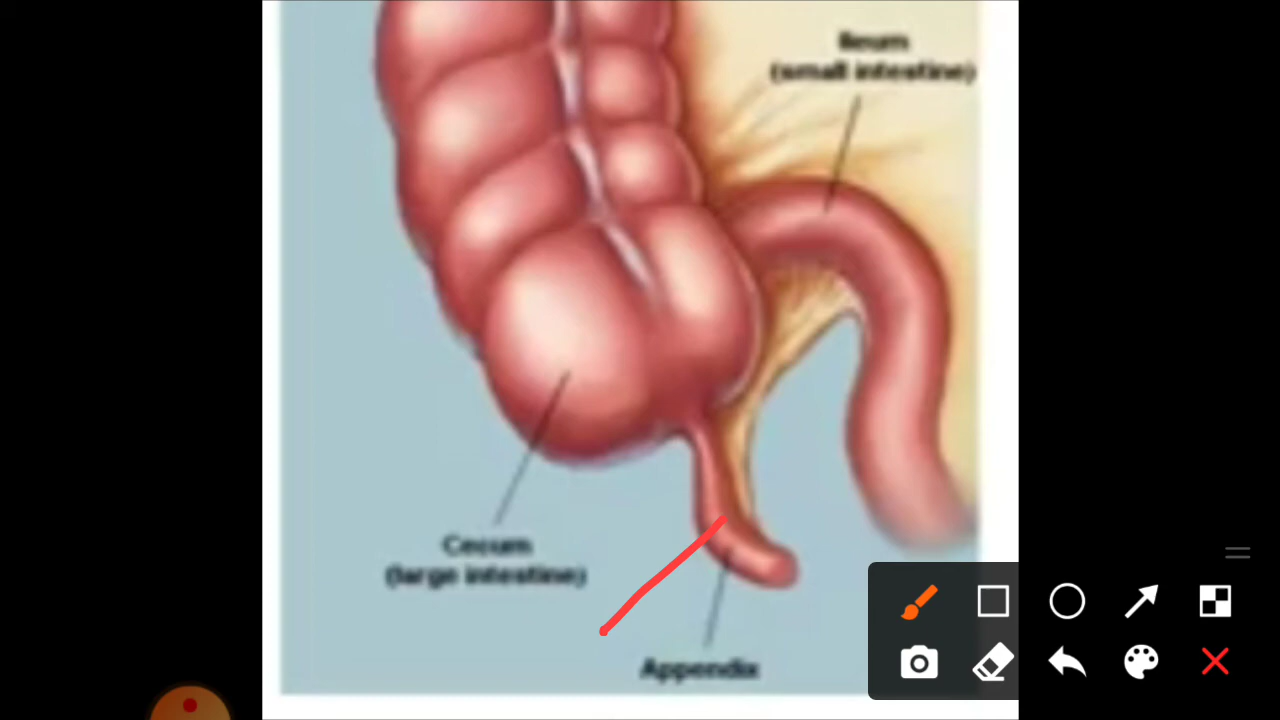 Ileum
(small intestine)
Cecum
(large intestine)
Appendix